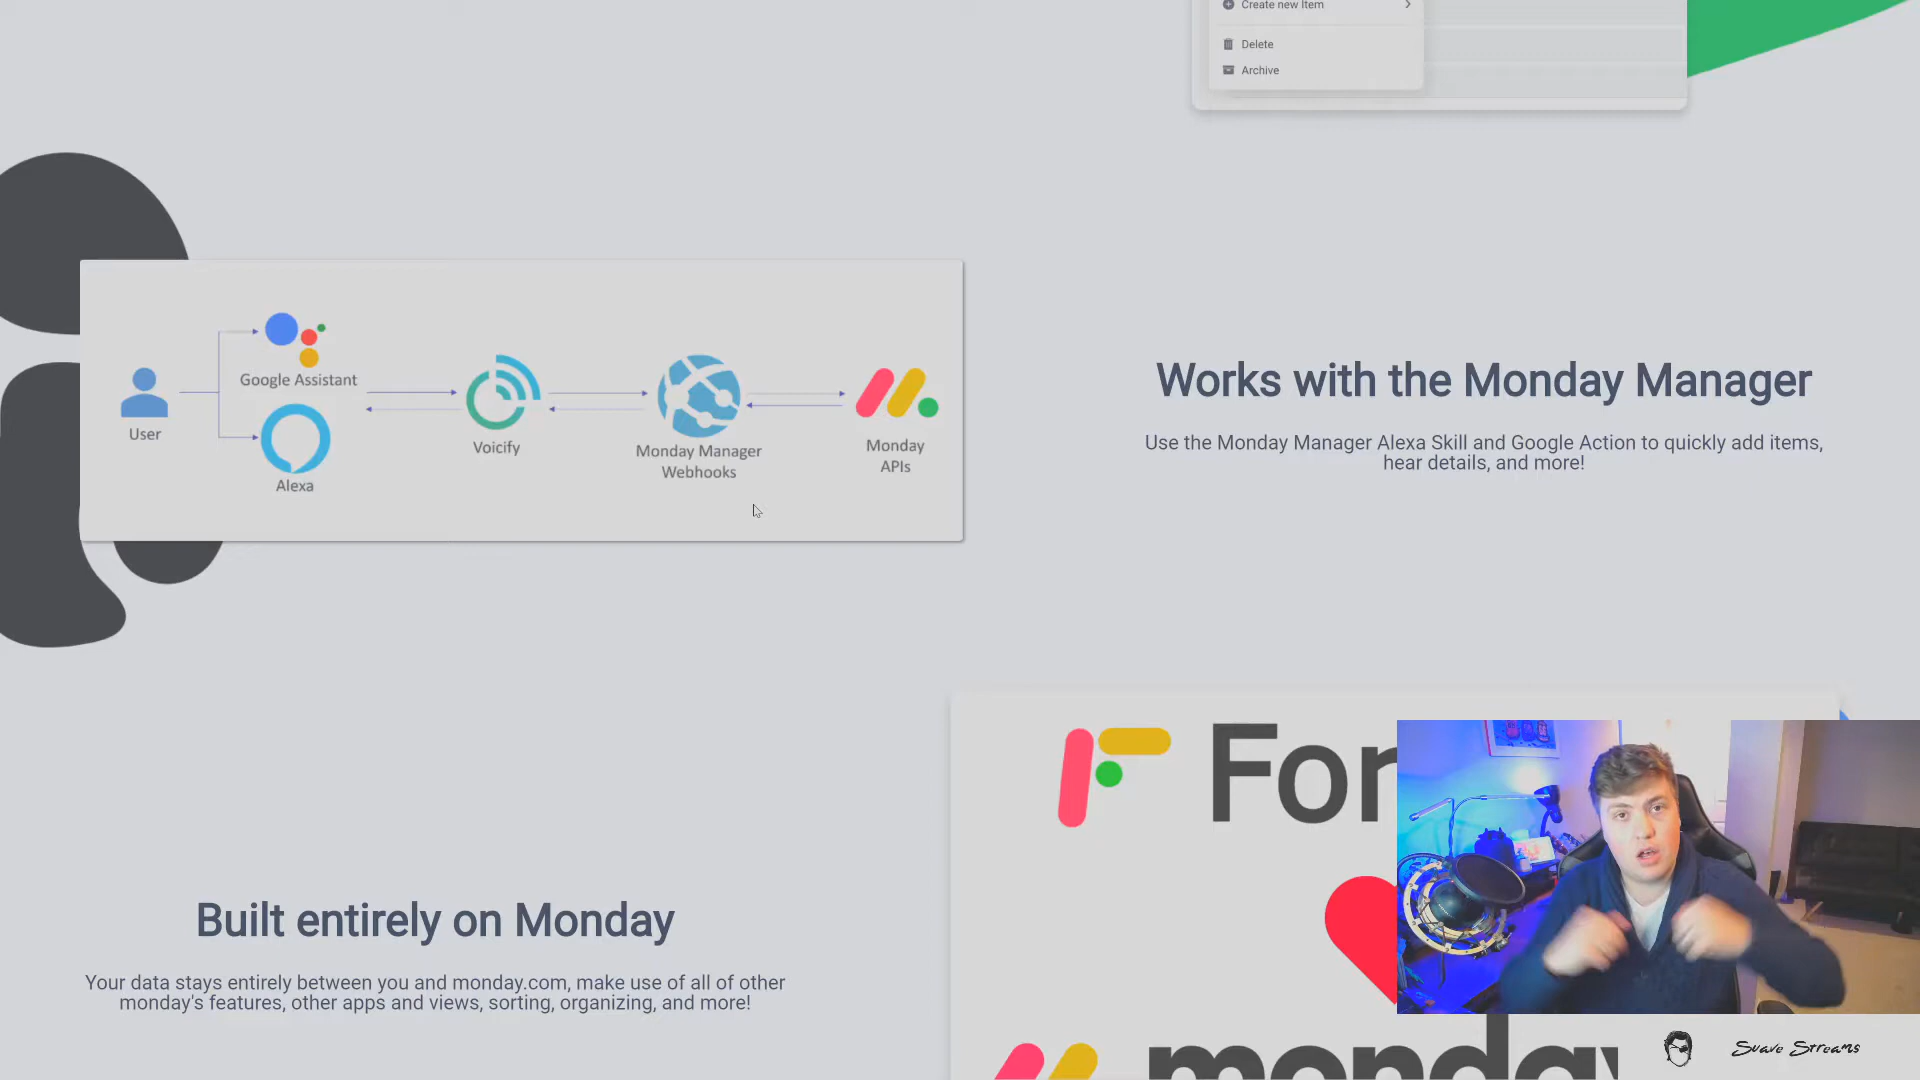 Create new Item
Delete
Archive
Google Assistant
User
Alexa
Voicify
Monday Manager
Webhooks
Monday
APIs
Works with the Monday Manager
Use the Monday Manager Alexa Skill and Google Action to quickly add items,
hear details, and more!
Built entirely on Monday
Your data stays entirely between you and monday.com, make use of all of other
monday's features, other apps and views, sorting, organizing, and more!
For
monday
Suave Streams